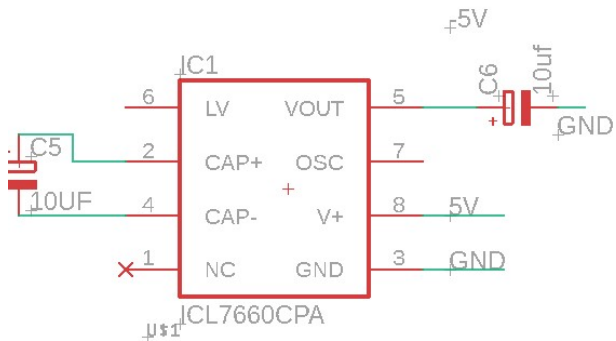 -5V
IC1
C6
10uf
6 LV VOUT 5
GND
C5
2 CAP+ OSC 7
10UF
4 CAP- V+ 8 5V
1 NC GND 3 GND
ICL7660CPA
U$1